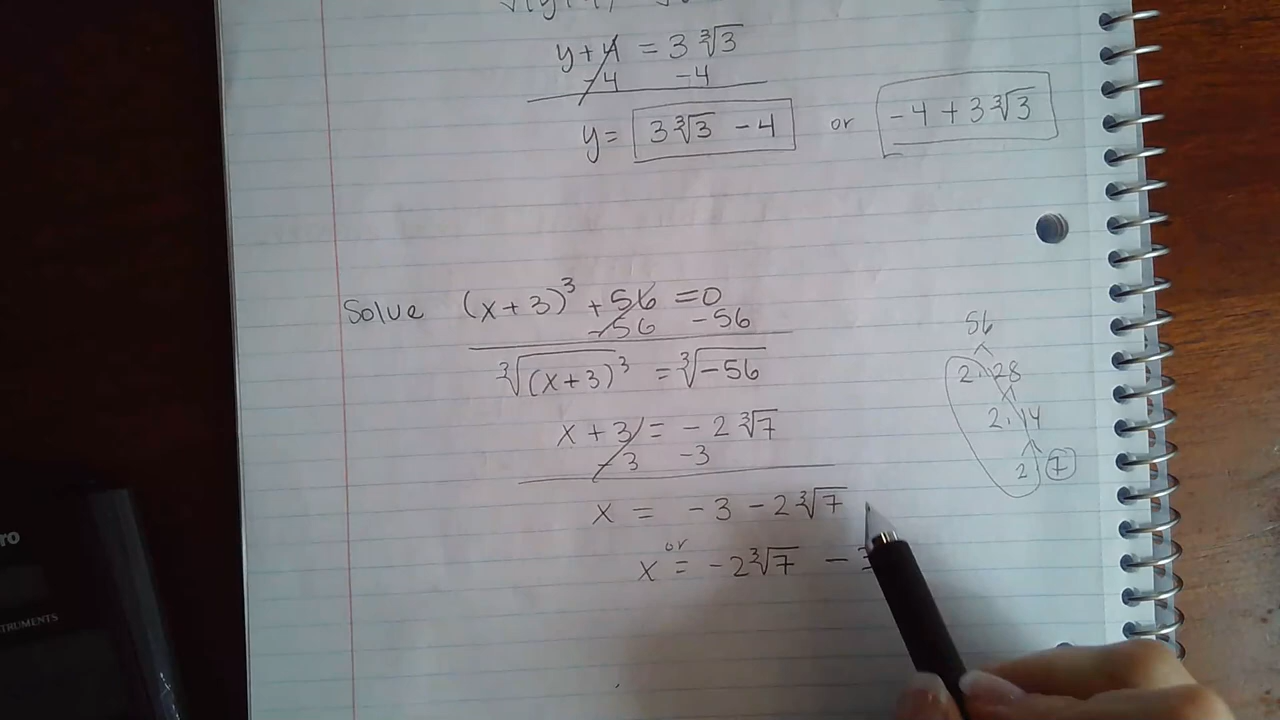 y+4 = 3∛3
-4 -4
y= 3∛3 - 4 or -4 + 3∛3
Solve (x+3)³ +56 =0
-56 -56
∛(x+3)³ = ∛-56
x + 3 = - 2 ∛7
-3 -3
x = -3 - 2∛7
or
x = -2∛7 -
56
2·28
2·14
2 7
TRUMENTS